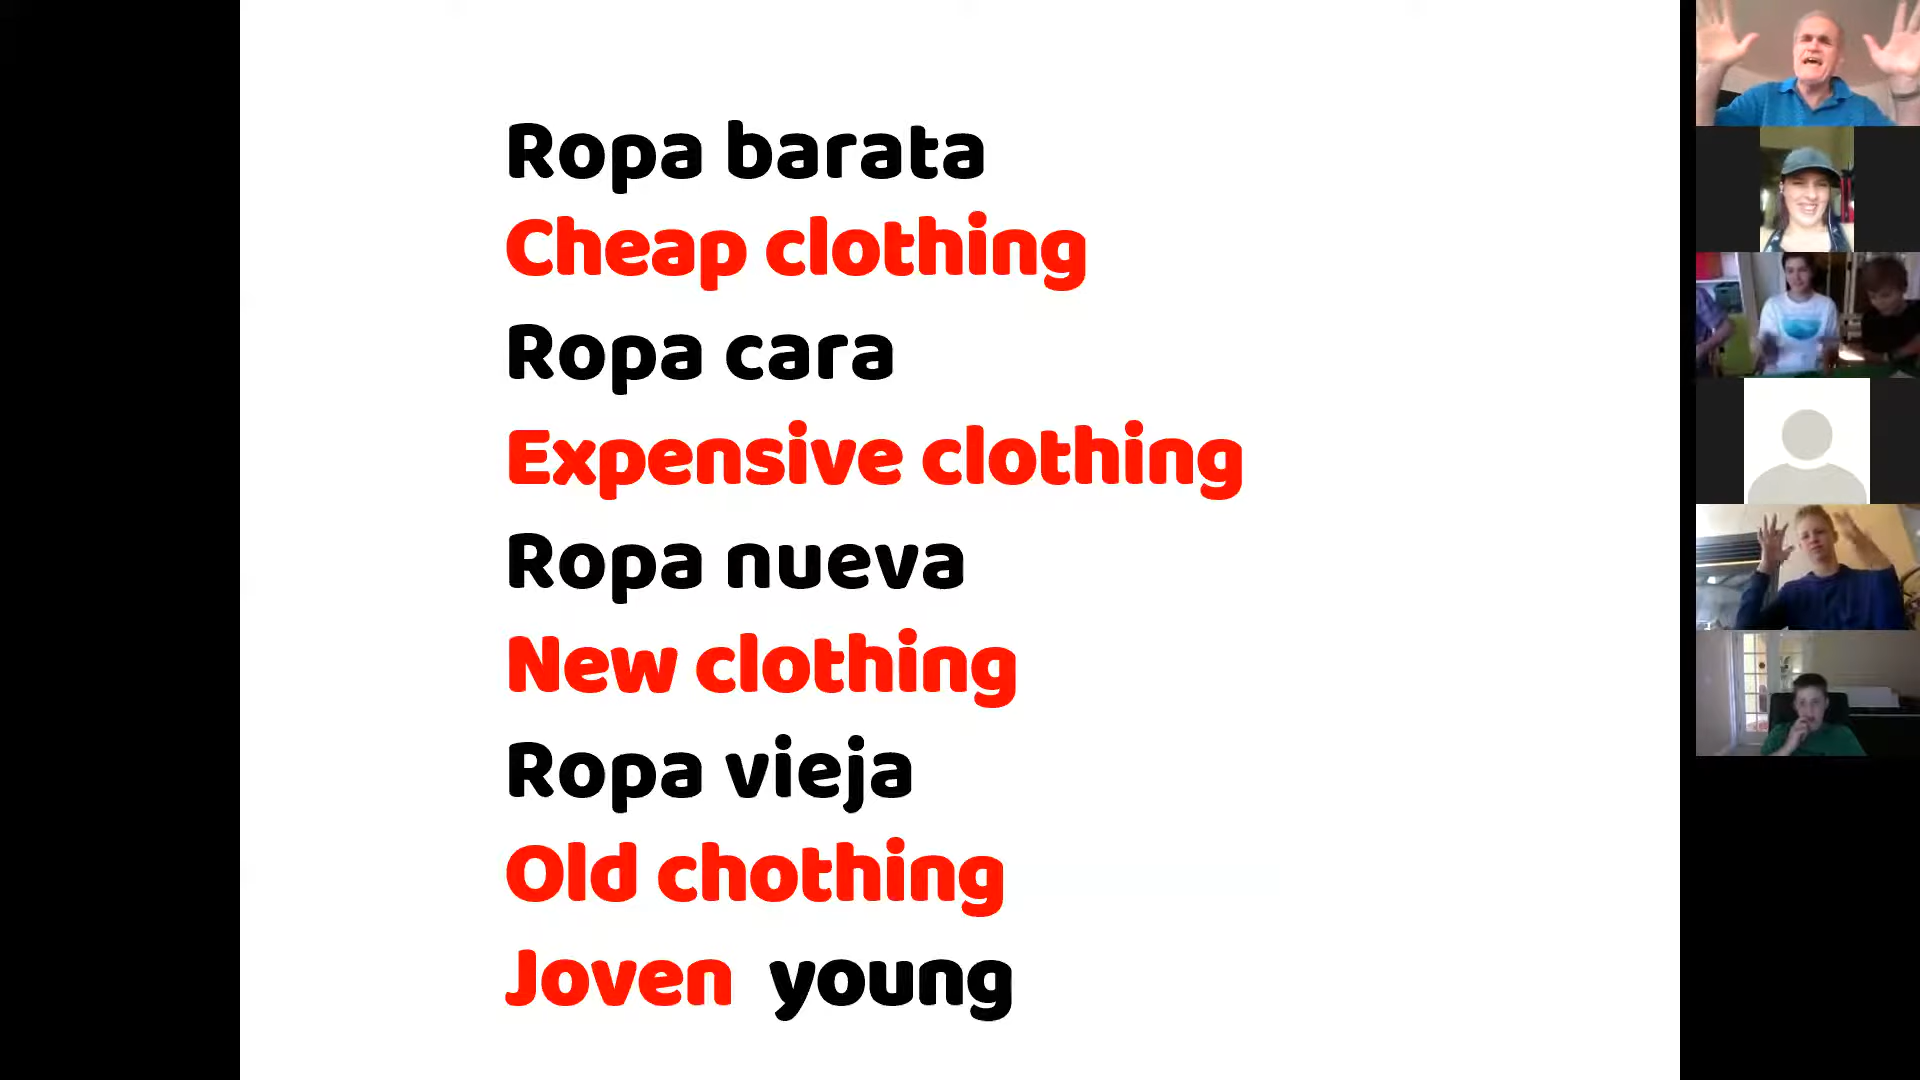 Ropa barata
Cheap clothing
Ropa cara
Expensive clothing
Ropa nueva
New clothing
Ropa vieja
Old chothing
Joven young